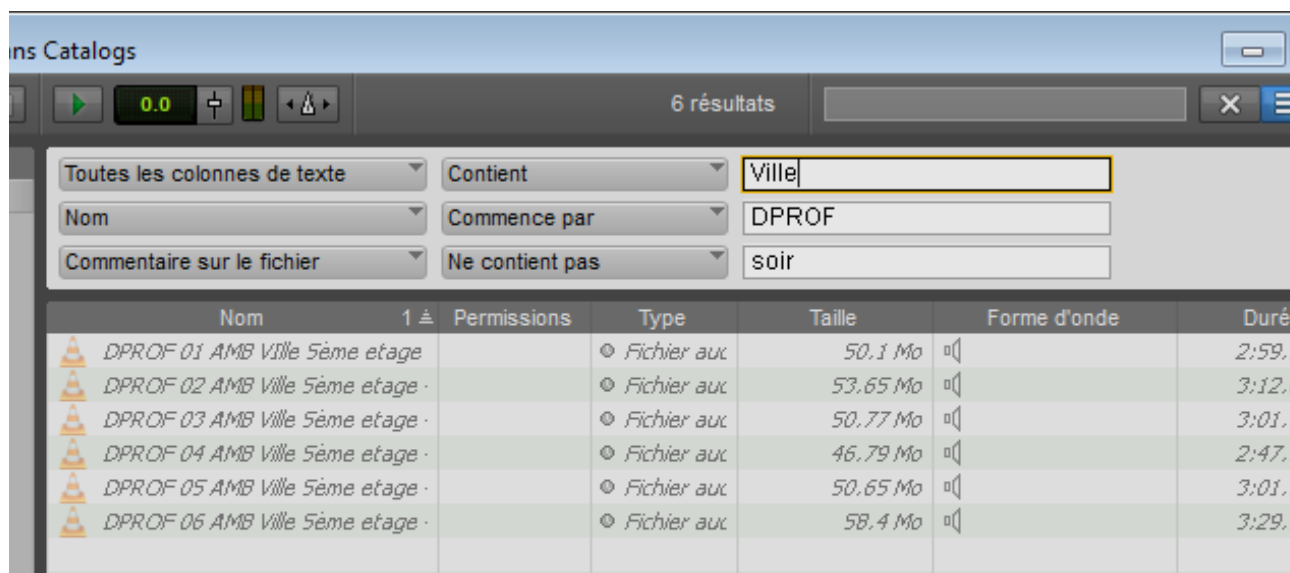 ns Catalogs
0.0 6 résultats
Toutes les colonnes de texte Contient Ville
Nom Commence par DPROF
Commentaire sur le fichier Ne contient pas soir
Nom 1 Permissions Type Taille Forme d'onde Duré
DPROF 01 AMB VIlle 5ème etage Fichier auc 50.1 Mo 2:59.
DPROF 02 AMB Ville 5ème etage - Fichier auc 53.65 Mo 3:12.
DPROF 03 AMB Ville 5ème etage - Fichier auc 50.77 Mo 3:01.
DPROF 04 AMB Ville 5ème etage - Fichier auc 46.79 Mo 2:47.
DPROF 05 AMB Ville 5ème etage - Fichier auc 50.65 Mo 3:01.
DPROF 06 AMB Ville 5ème etage - Fichier auc 58.4 Mo 3:29.